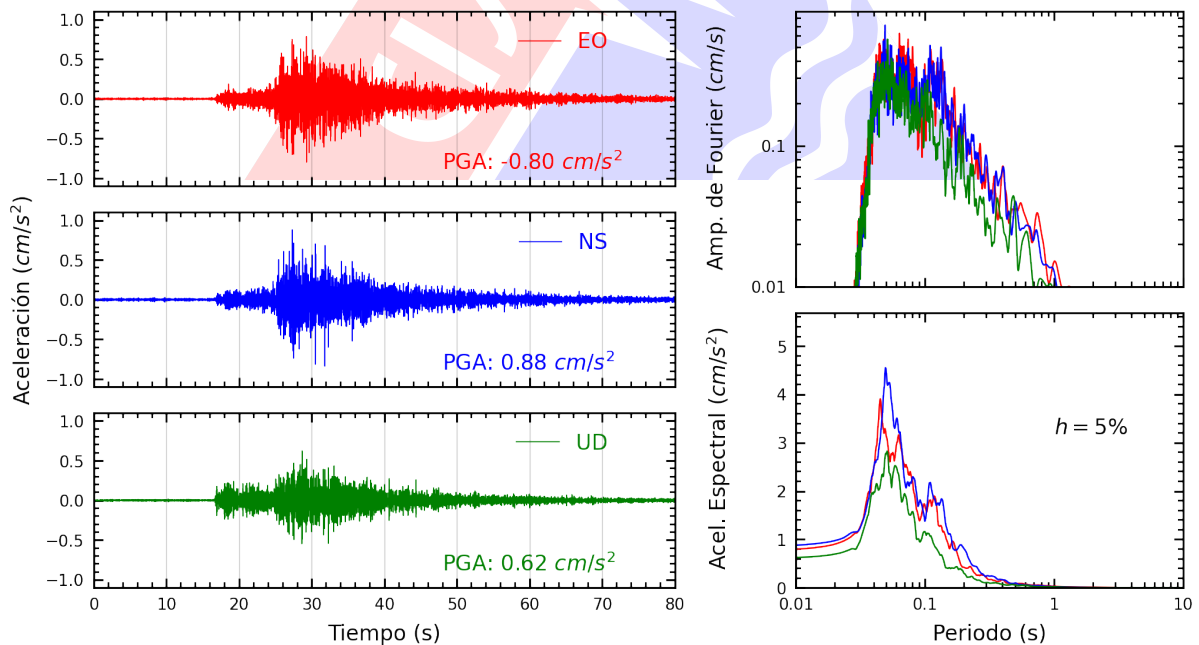 Aceleración (cm/s²)
1.0
0.5
0.0
−0.5
−1.0
EO
PGA: -0.80 cm/s²
1.0
0.5
0.0
−0.5
−1.0
NS
PGA: 0.88 cm/s²
1.0
0.5
0.0
−0.5
−1.0
UD
PGA: 0.62 cm/s²
0 10 20 30 40 50 60 70 80
Tiempo (s)
Amp. de Fourier (cm/s)
0.1
0.01
Acel. Espectral (cm/s²)
5
4
3
2
1
0
h = 5%
0.01 0.1 1 10
Periodo (s)